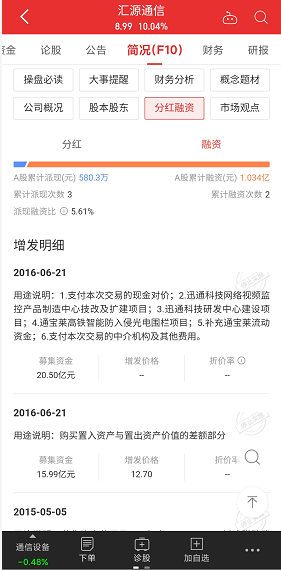 汇源通信
8.99 10.04%
资金 论股 公告 简况(F10) 财务 研报
操盘必读 大事提醒 财务分析 概念题材
公司概况 股本股东 分红融资 市场观点
分红 融资
A股累计派现(元) 580.3万 A股累计融资(元) 1.034亿
累计派现次数 3 累计融资次数 2
派现融资比 5.61%
增发明细
2016-06-21
用途说明：1.支付本次交易的现金对价；2.迅通科技网络视频监
控产品制造中心技改及扩建项目；3.迅通科技研发中心建设项
目；4.通宝莱高铁智能防入侵光电围栏项目；5.补充通宝莱流动
资金；6.支付本次交易的中介机构及其他费用。
募集资金 增发价格 折价率
20.50亿元 -- --
2016-06-21
用途说明：购买置入资产与置出资产价值的差额部分
募集资金 增发价格 折价率
15.99亿元 12.70 --
2015-05-05
通信设备 下单 诊股 加自选
-0.48%